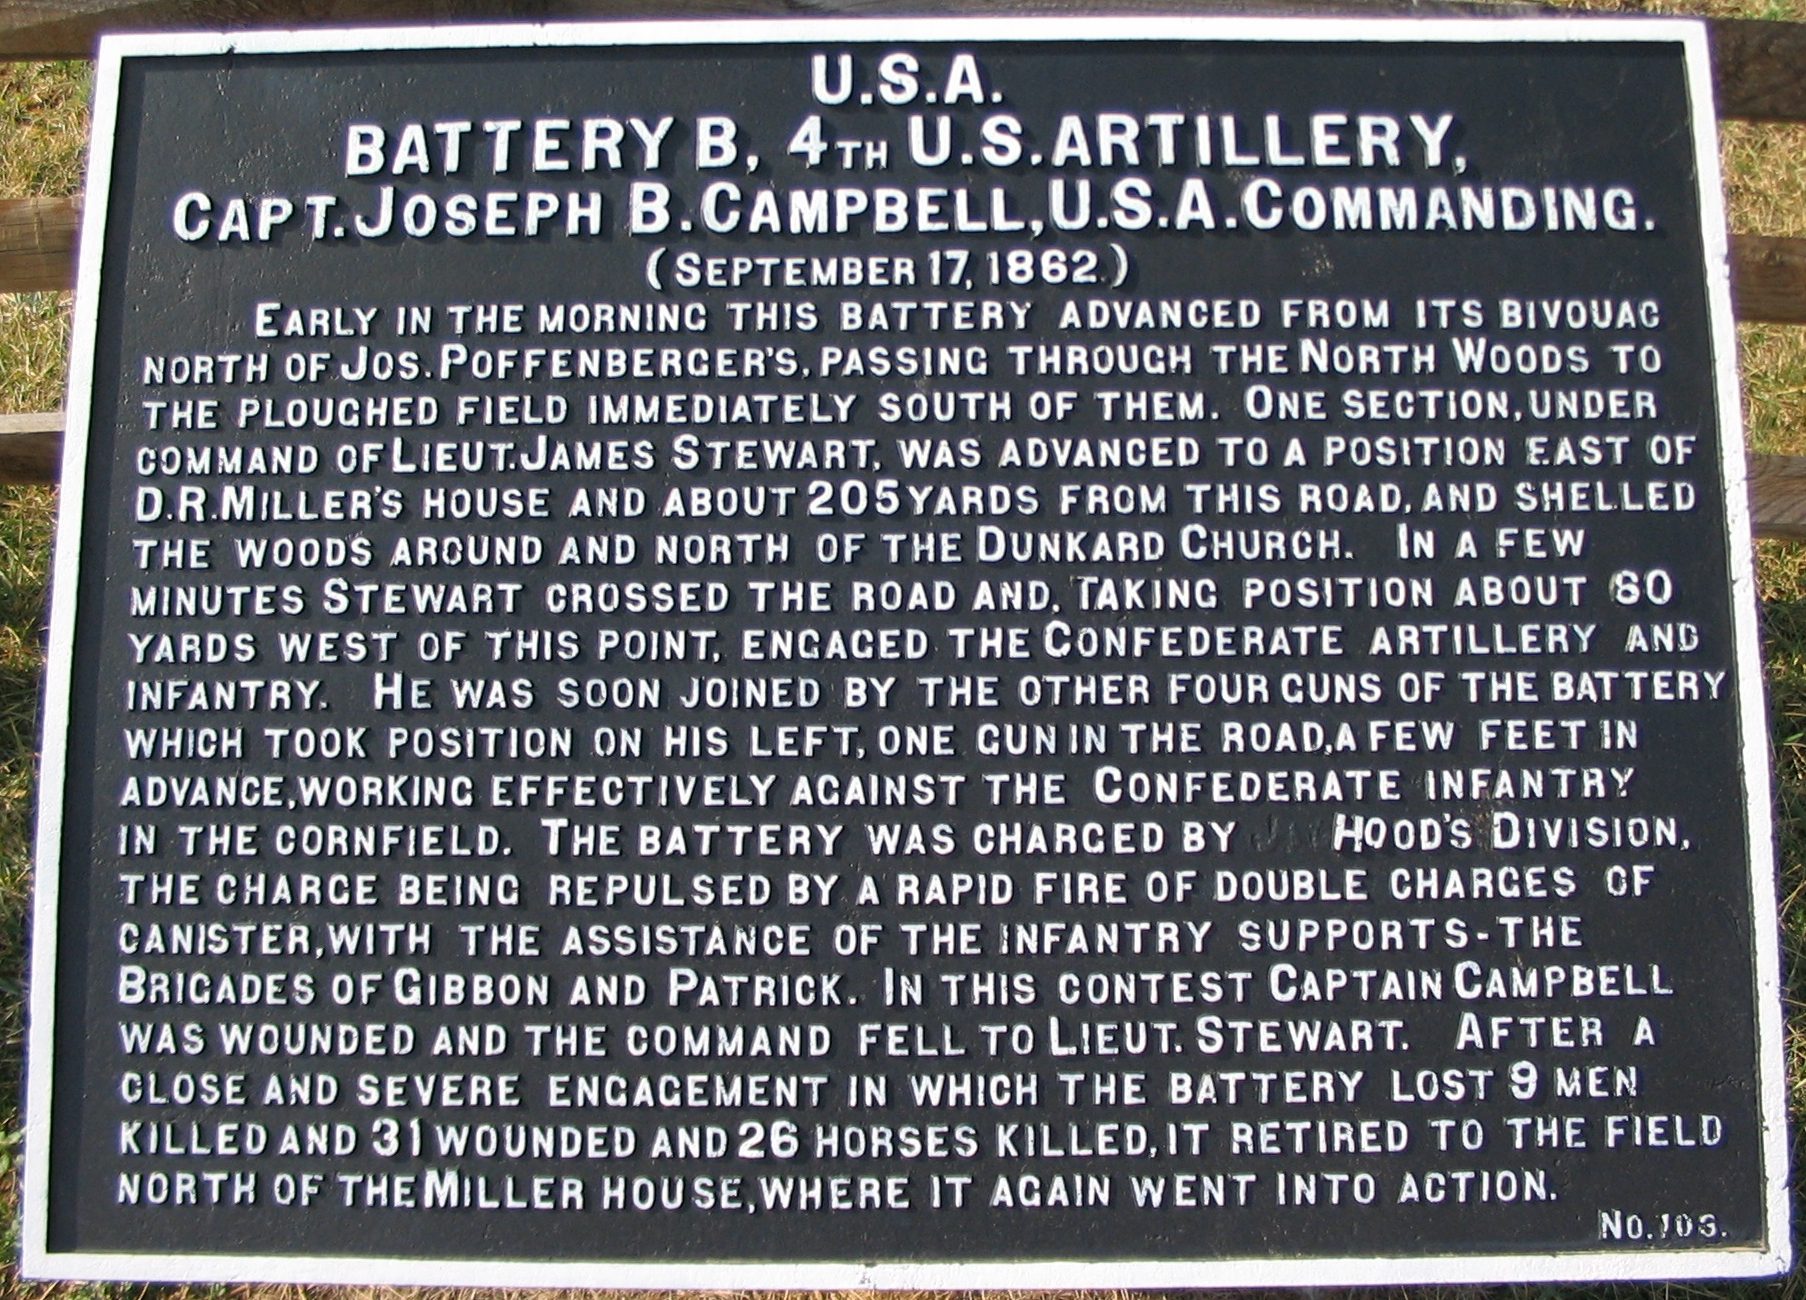 U.S.A.
BATTERY B, 4TH U.S. ARTILLERY,
CAPT. JOSEPH B. CAMPBELL, U.S.A. COMMANDING.
(SEPTEMBER 17, 1862.)
EARLY IN THE MORNING THIS BATTERY ADVANCED FROM ITS BIVOUAC
NORTH OF JOS. POFFENBERGER'S, PASSING THROUGH THE NORTH WOODS TO
THE PLOUGHED FIELD IMMEDIATELY SOUTH OF THEM. ONE SECTION, UNDER
COMMAND OF LIEUT. JAMES STEWART, WAS ADVANCED TO A POSITION EAST OF
D.R. MILLER'S HOUSE AND ABOUT 205 YARDS FROM THIS ROAD, AND SHELLED
THE WOODS AROUND AND NORTH OF THE DUNKARD CHURCH. IN A FEW
MINUTES STEWART CROSSED THE ROAD AND, TAKING POSITION ABOUT
YARDS WEST OF THIS POINT, ENGAGED THE CONFEDERATE ARTILLERY AND
INFANTRY. HE WAS SOON JOINED BY THE OTHER FOUR GUNS OF THE BATTERY
WHICH TOOK POSITION ON HIS LEFT, ONE GUN IN THE ROAD, A FEW FEET IN
ADVANCE, WORKING EFFECTIVELY AGAINST THE CONFEDERATE INFANTRY
IN THE CORNFIELD. THE BATTERY WAS CHARGED BY HOOD'S DIVISION,
THE CHARGE BEING REPULSED BY A RAPID FIRE OF DOUBLE CHARGES OF
CANISTER, WITH THE ASSISTANCE OF THE INFANTRY SUPPORTS-THE
BRIGADES OF GIBBON AND PATRICK. IN THIS CONTEST CAPTAIN CAMPBELL
WAS WOUNDED AND THE COMMAND FELL TO LIEUT. STEWART. AFTER A
CLOSE AND SEVERE ENGAGEMENT IN WHICH THE BATTERY LOST 9 MEN
KILLED AND 31 WOUNDED AND 26 HORSES KILLED, IT RETIRED TO THE FIELD
NORTH OF THE MILLER HOUSE, WHERE IT AGAIN WENT INTO ACTION.
NO.